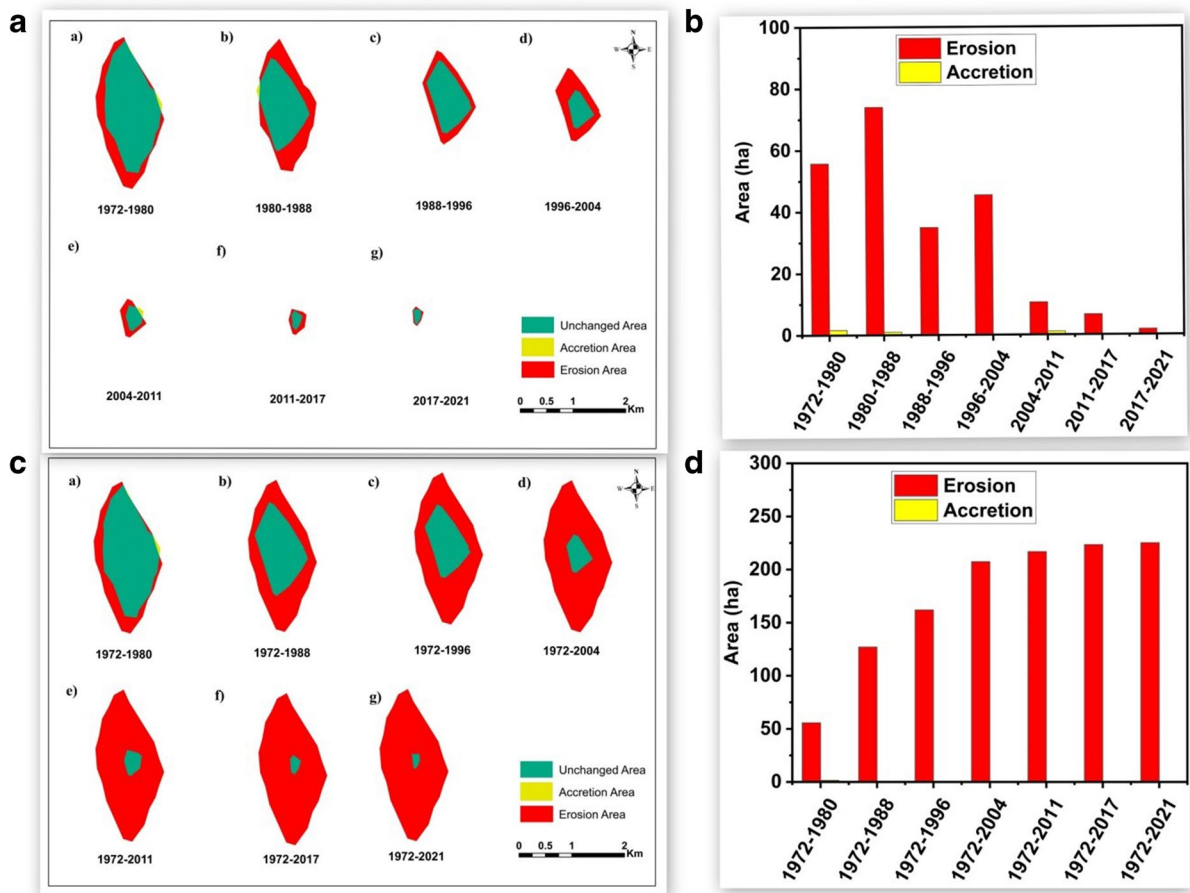 a
a)
b)
c)
d)
N
W E
S
1972-1980
1980-1988
1988-1996
1996-2004
e)
f)
g)
2004-2011
2011-2017
2017-2021
Unchanged Area
Accretion Area
Erosion Area
0 0.5 1 2
Km
b
Erosion
Accretion
Area (ha)
100
80
60
40
20
0
1972-1980
1980-1988
1988-1996
1996-2004
2004-2011
2011-2017
2017-2021
c
a)
b)
c)
d)
N
W E
S
1972-1980
1972-1988
1972-1996
1972-2004
e)
f)
g)
1972-2011
1972-2017
1972-2021
Unchanged Area
Accretion Area
Erosion Area
0 0.5 1 2
Km
d
Erosion
Accretion
Area (ha)
300
250
200
150
100
50
0
1972-1980
1972-1988
1972-1996
1972-2004
1972-2011
1972-2017
1972-2021